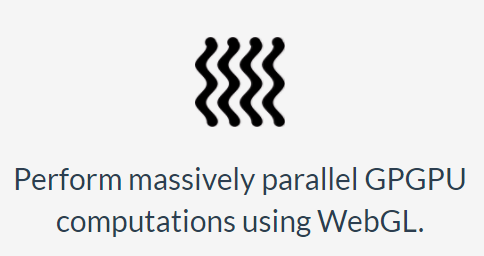 Perform massively parallel GPGPU
computations using WebGL.